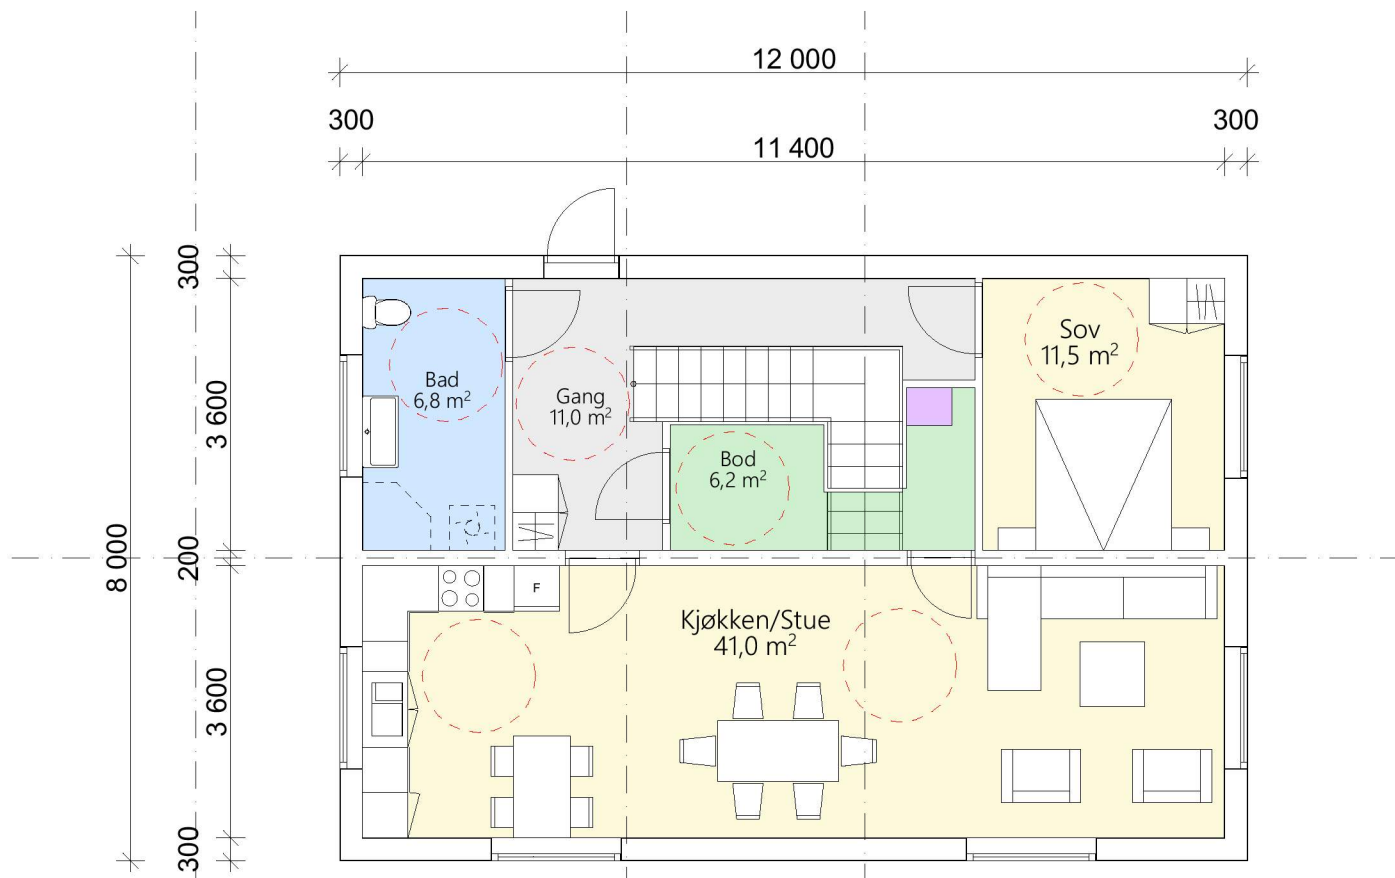 12 000
300
300
11 400
300
Sov
11,5 m²
Bad
6,8 m²
Gang
11,0 m²
3 600
Bod
6,2 m²
8 000
200
F
Kjøkken/Stue
41,0 m²
3 600
300